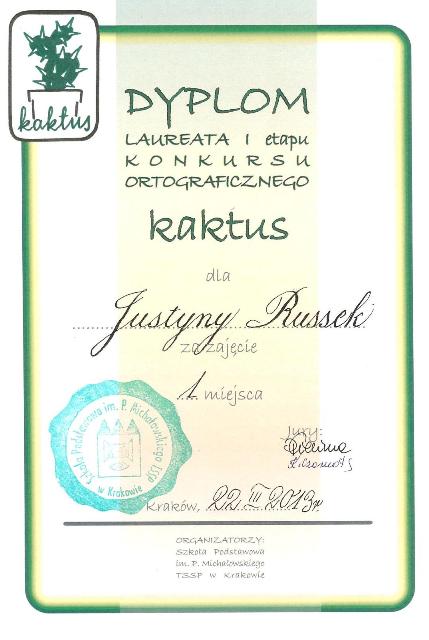 kaktus
DYPLOM
LAUREATA I etapu
KONKURSU
ORTOGRAFICZNEGO
kaktus
dla
Justyny Russek
za zajęcie
1 miejsca
Jury:
Szkoła Podstawowa im. P. Michałowskiego TSSP
w Krakowie
Kraków, 22 III 2013r
ORGANIZATORZY:
Szkoła Podstawowa
im. P. Michałowskiego
TSSP w Krakowie